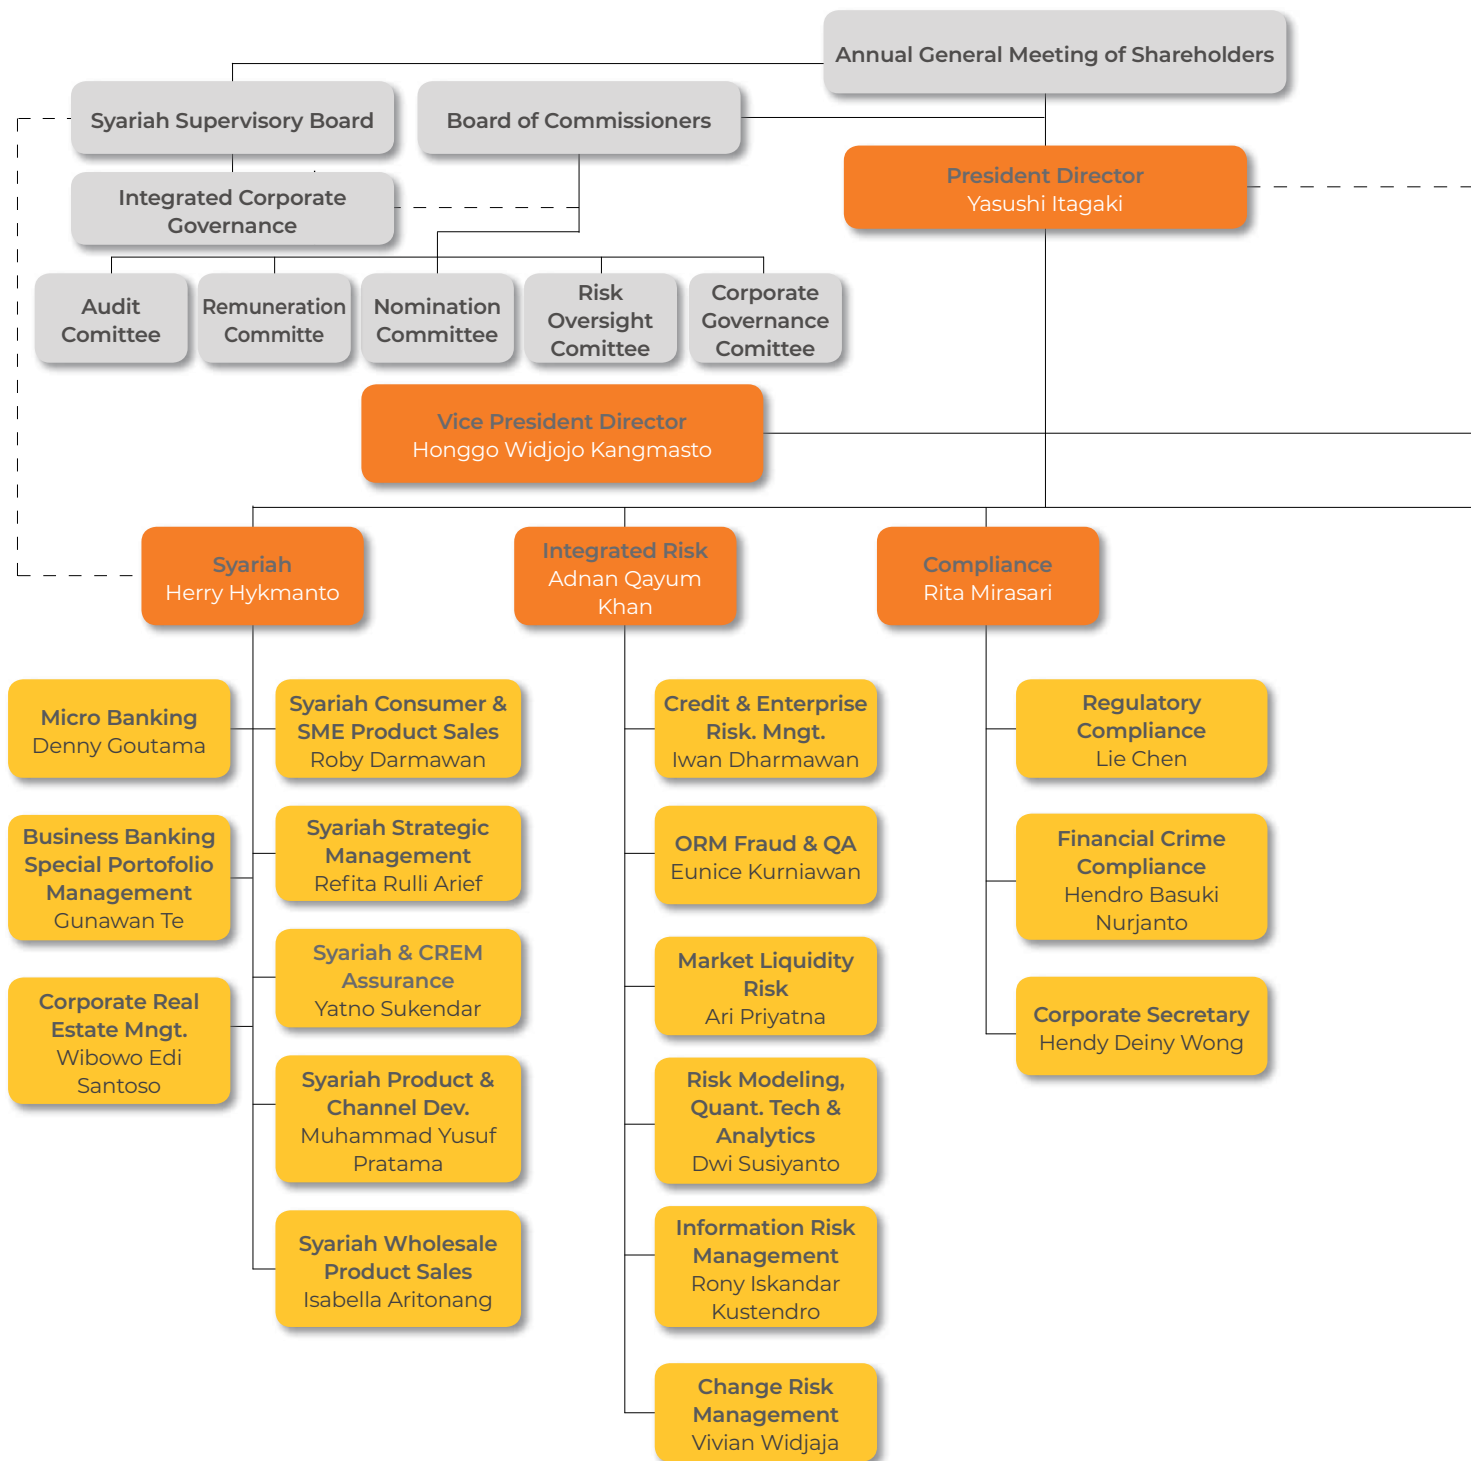 Annual General Meeting of Shareholders
Syariah Supervisory Board
Board of Commissioners
President Director
Yasushi Itagaki
Integrated Corporate
Governance
Audit
Comittee
Remuneration
Committe
Nomination
Committee
Risk
Oversight
Comittee
Corporate
Governance
Comittee
Vice President Director
Honggo Widjojo Kangmasto
Syariah
Herry Hykmanto
Integrated Risk
Adnan Qayum
Khan
Compliance
Rita Mirasari
Micro Banking
Denny Goutama
Business Banking
Special Portofolio
Management
Gunawan Te
Corporate Real
Estate Mngt.
Wibowo Edi
Santoso
Syariah Consumer &
SME Product Sales
Roby Darmawan
Syariah Strategic
Management
Refita Rulli Arief
Syariah & CREM
Assurance
Yatno Sukendar
Syariah Product &
Channel Dev.
Muhammad Yusuf
Pratama
Syariah Wholesale
Product Sales
Isabella Aritonang
Credit & Enterprise
Risk. Mngt.
Iwan Dharmawan
ORM Fraud & QA
Eunice Kurniawan
Market Liquidity
Risk
Ari Priyatna
Risk Modeling,
Quant. Tech &
Analytics
Dwi Susiyanto
Information Risk
Management
Rony Iskandar
Kustendro
Change Risk
Management
Vivian Widjaja
Regulatory
Compliance
Lie Chen
Financial Crime
Compliance
Hendro Basuki
Nurjanto
Corporate Secretary
Hendy Deiny Wong